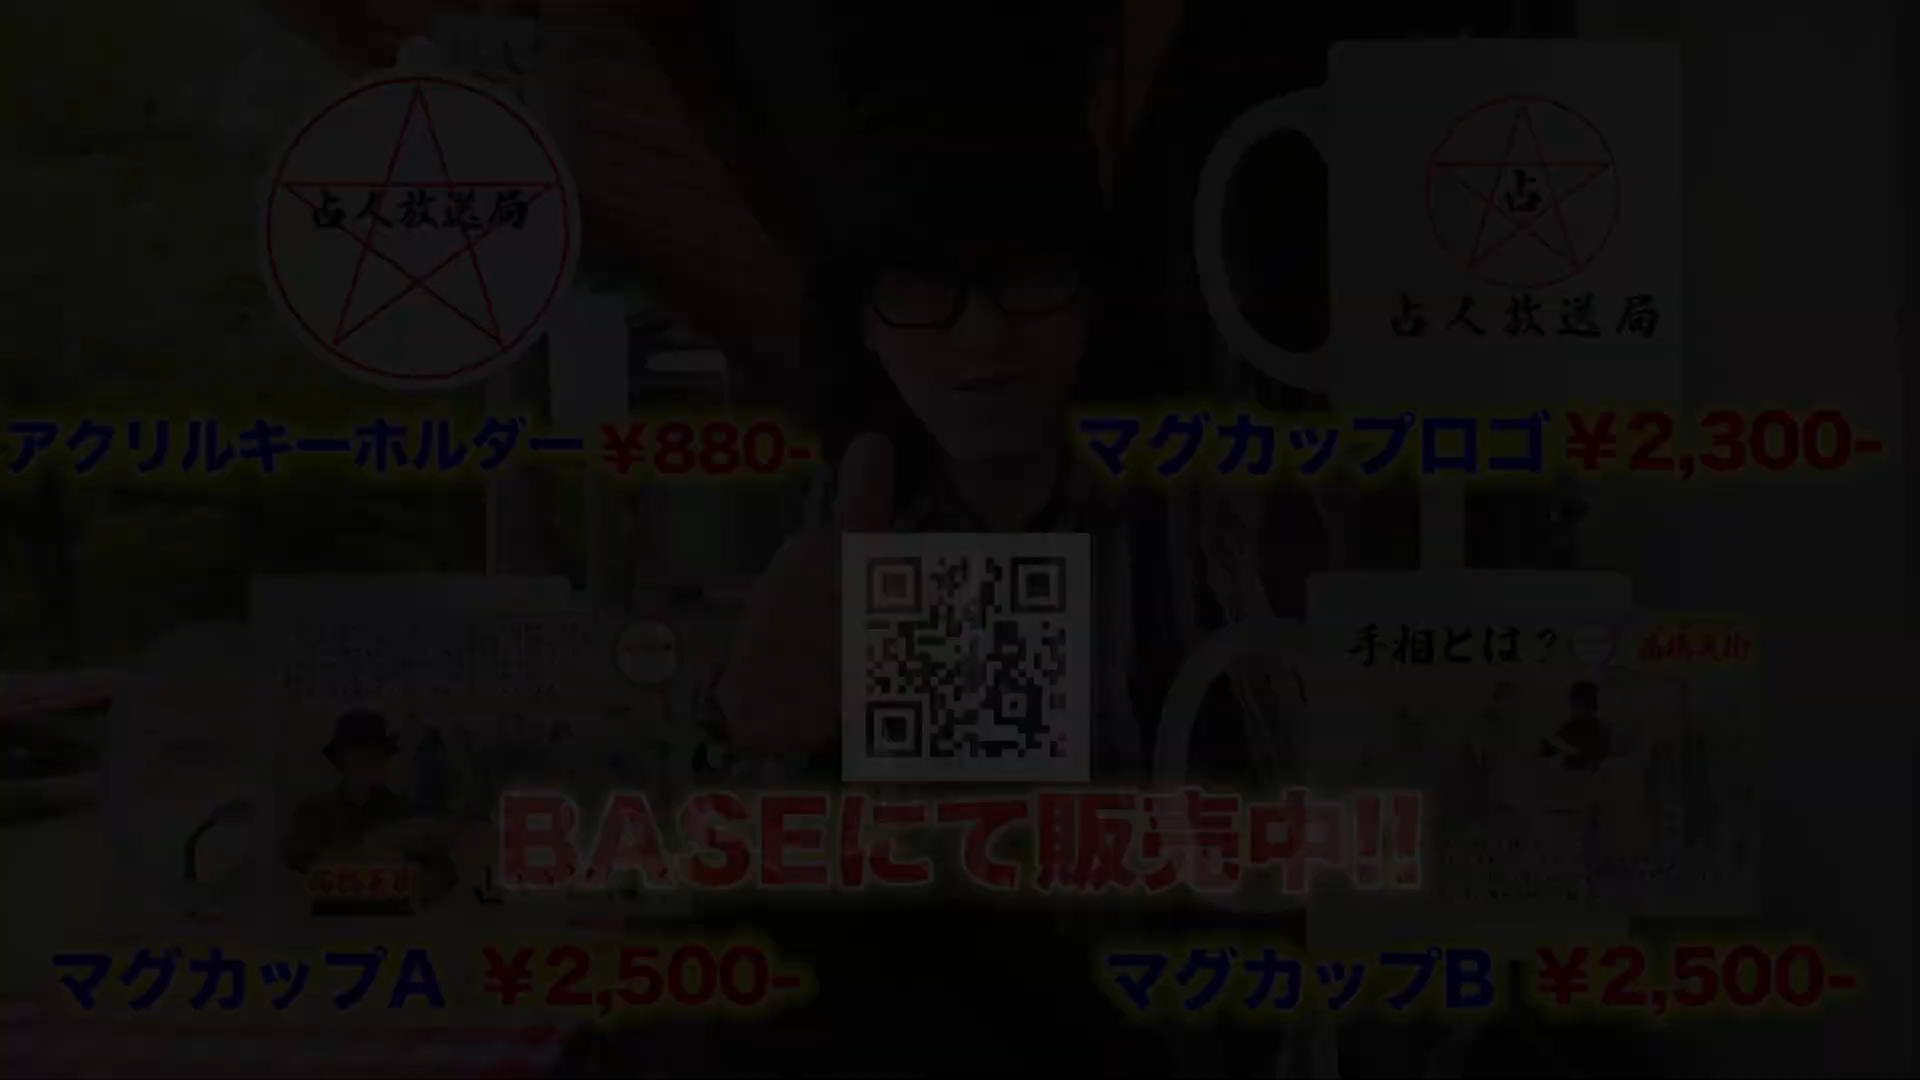 占人放送局
アクリルキーホルダー ¥880-
占
占人放送局
マグカップロゴ ¥2,300-
手相とは?
BASEにて販売中!!
マグカップA ¥2,500-
マグカップB ¥2,500-